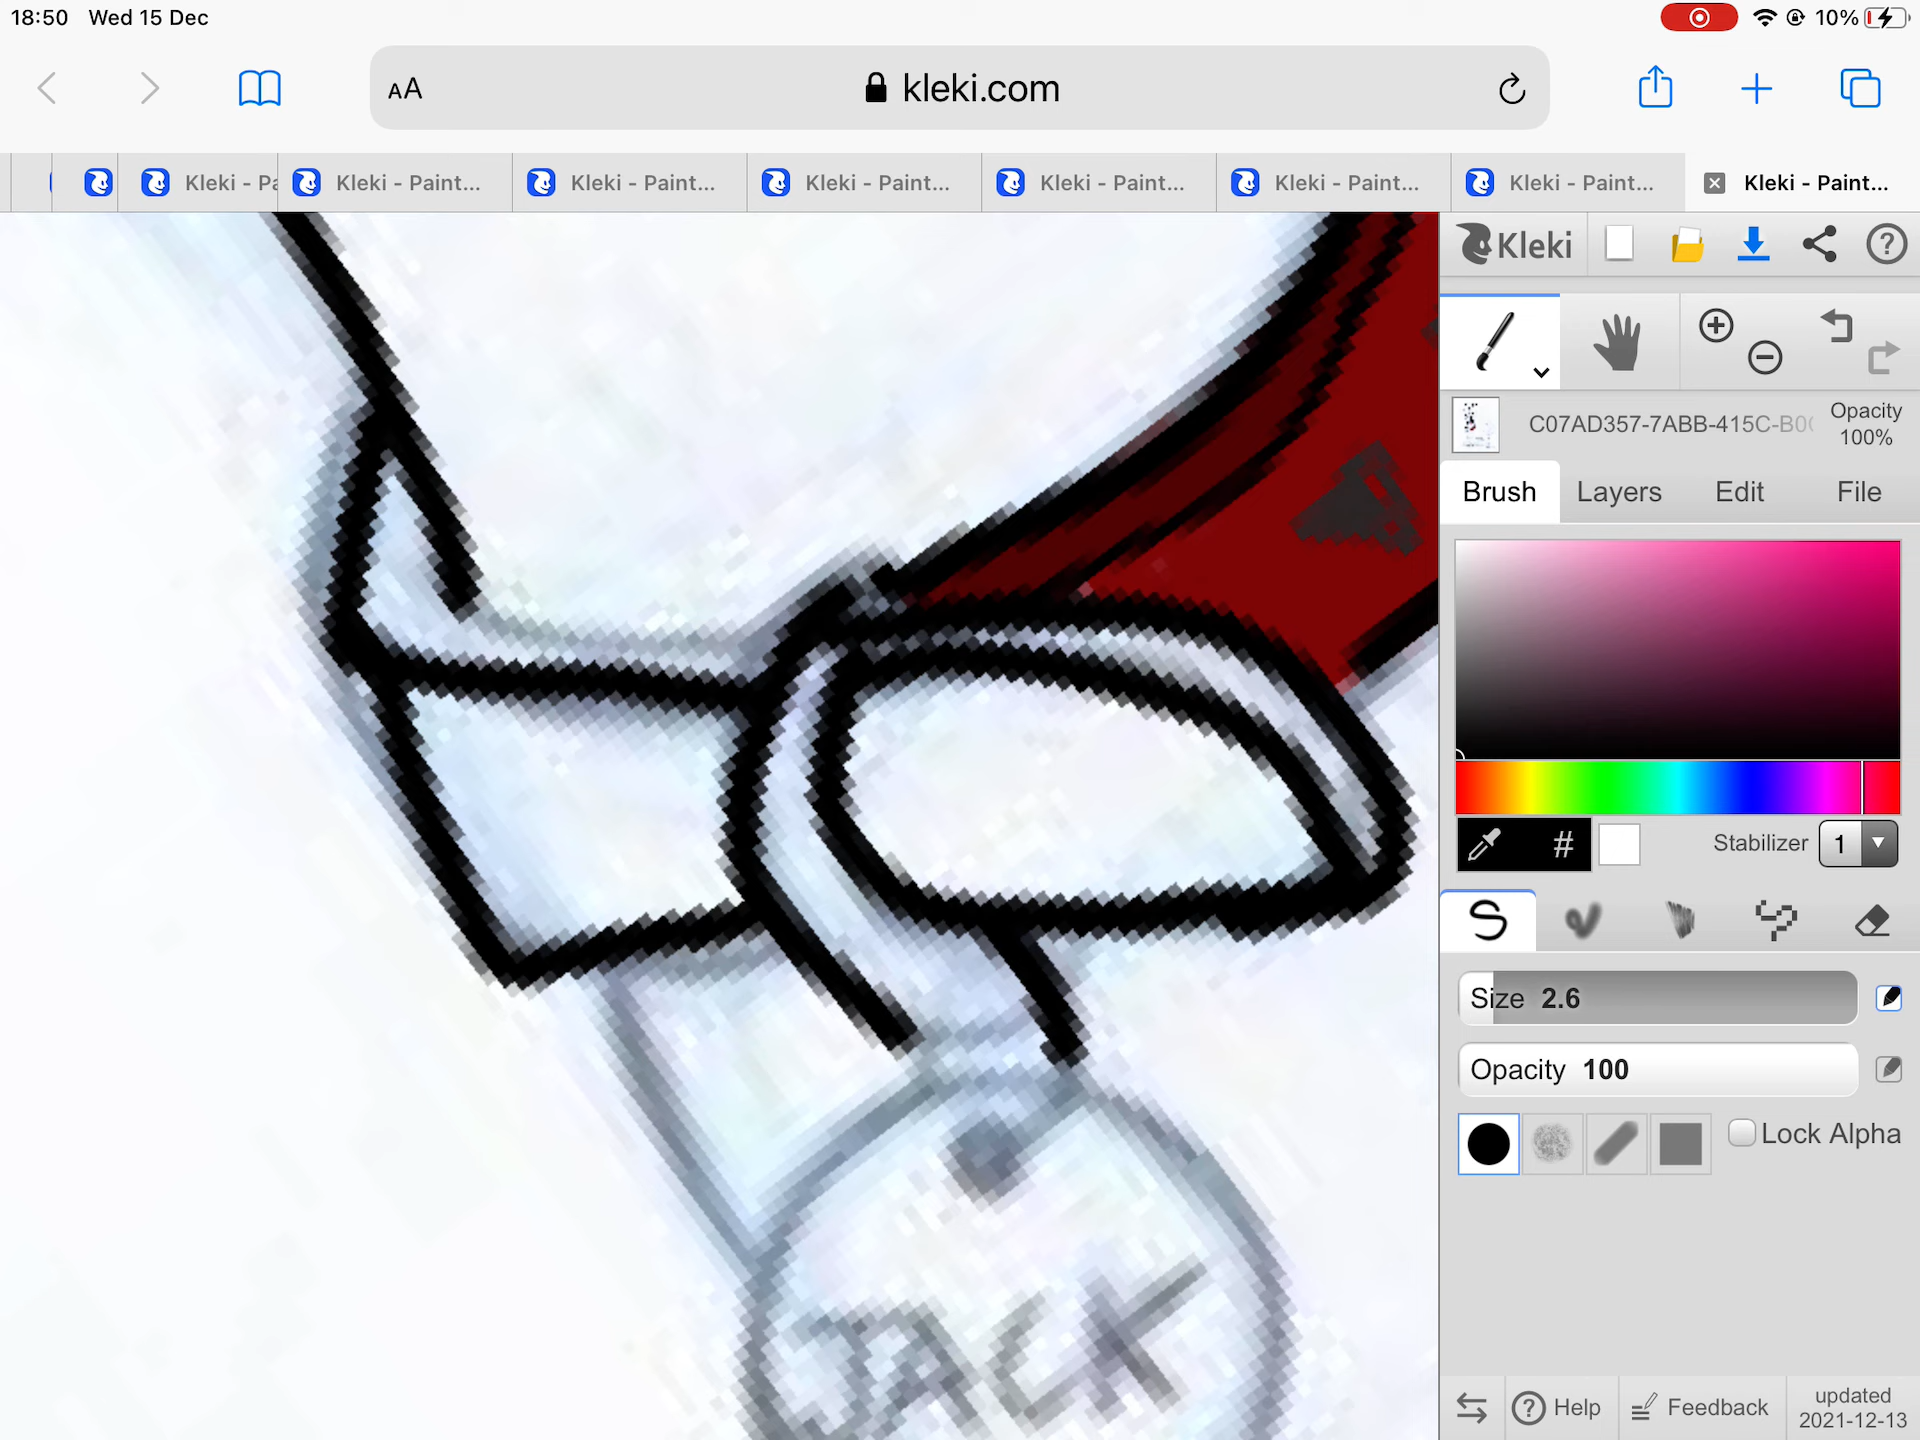 18:50 Wed 15 Dec
10%
AA kleki.com
Kleki - Pa Kleki - Paint... Kleki - Paint... Kleki - Paint... Kleki - Paint... Kleki - Paint... Kleki - Paint... Kleki - Paint...
Kleki
C07AD357-7ABB-415C-B0
Opacity
100%
Brush Layers Edit File
# Stabilizer 1
Size 2.6
Opacity 100
Lock Alpha
JACK
Help Feedback updated
2021-12-13